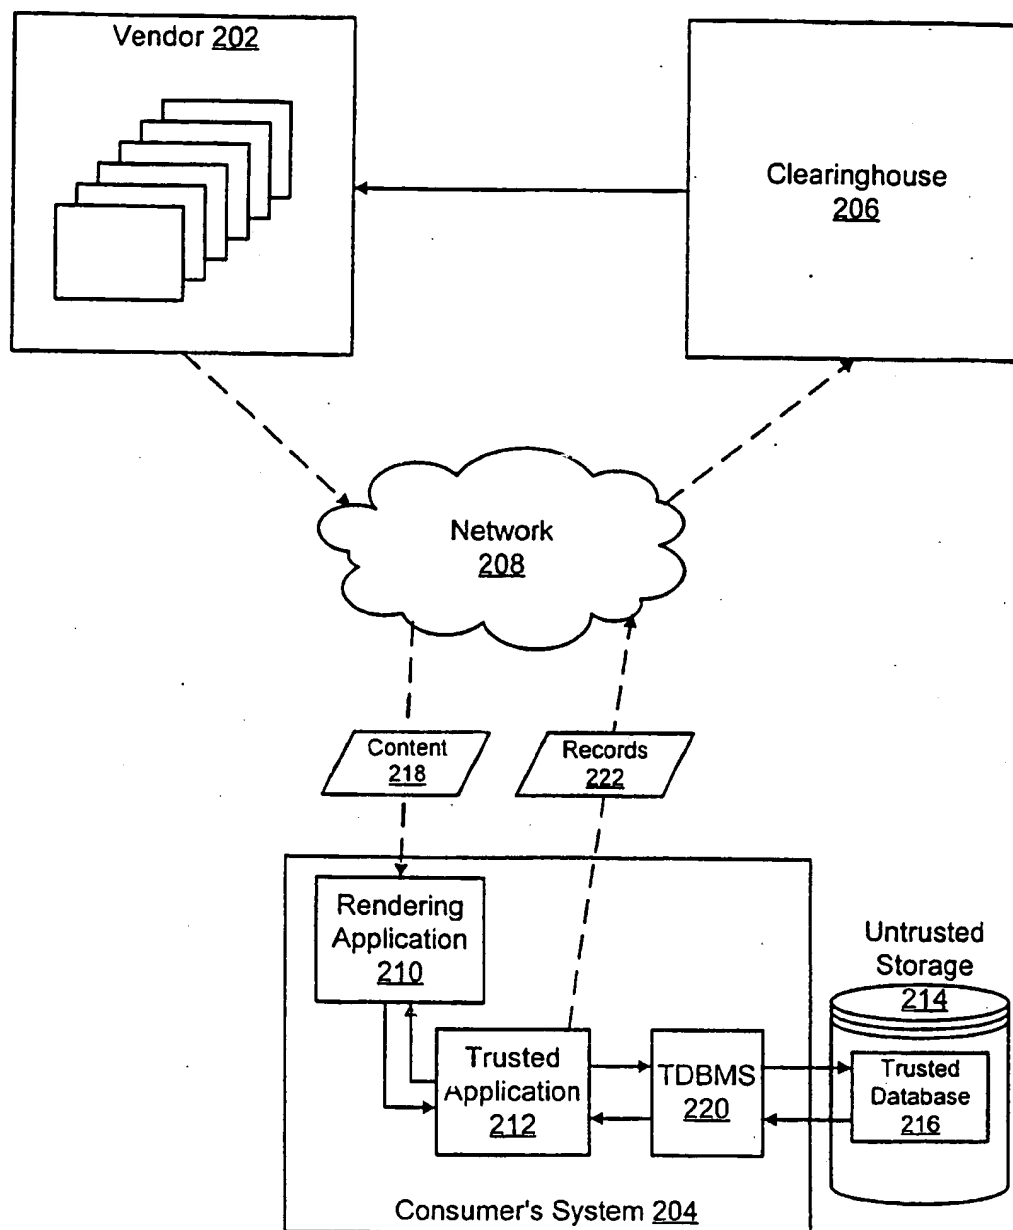 Vendor 202
Clearinghouse
206
Network
208
Content
218
Records
222
Rendering
Application
210
Untrusted
Storage
214
Trusted
Application
212
TDBMS
220
Trusted
Database
216
Consumer's System 204